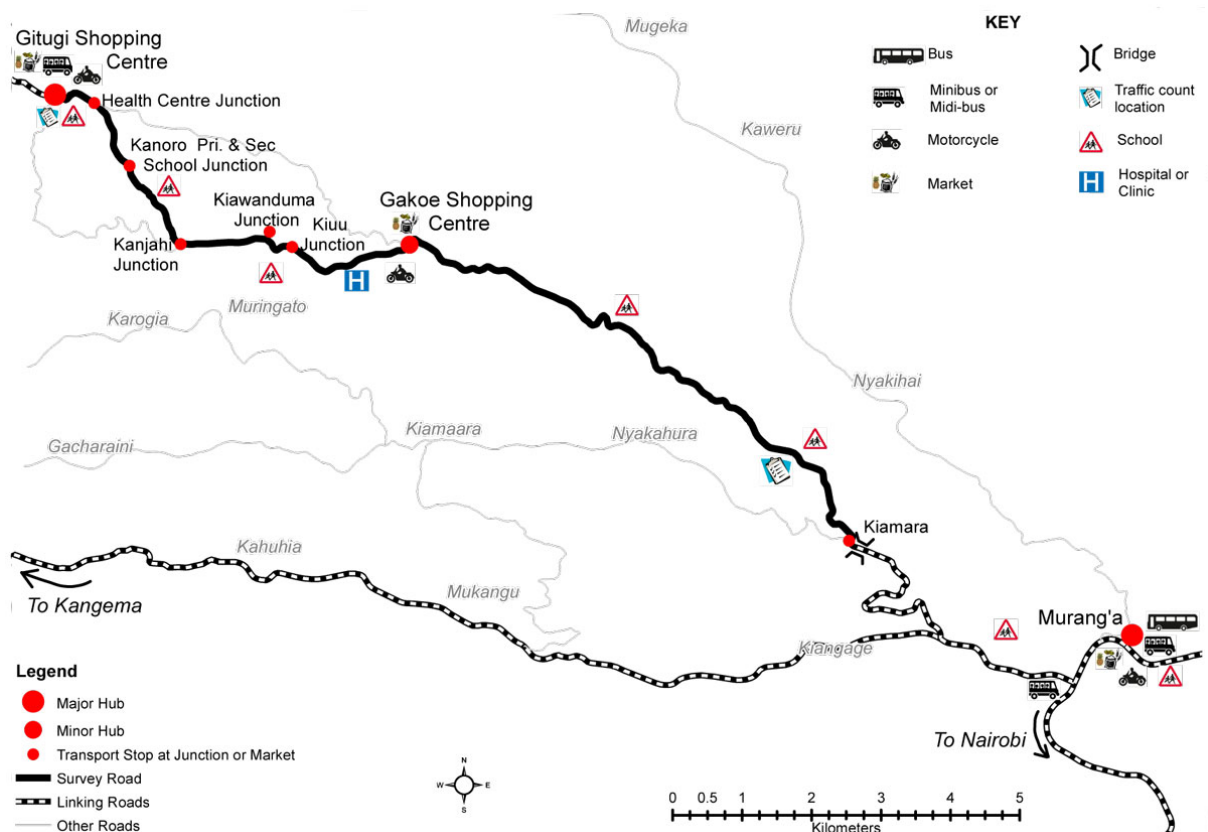 Mugeka
KEY
Gitugi Shopping
Centre
Bus
Bridge
Health Centre Junction
Minibus or
Midi-bus
Traffic count
location
Kaweru
Kanoro Pri. & Sec
School Junction
Motorcycle
School
Market
Hospital or
Clinic
Kiawanduma
Junction
Gakoe Shopping
Centre
Kiuu
Junction
Kanjahi
Junction
H
H
Muringato
Karogia
Nyakihai
Kiamaara
Nyakahura
Gacharaini
Kiamara
Kahuhia
Mukangu
To Kangema
Murang'a
Kiangage
Legend
Major Hub
Minor Hub
Transport Stop at Junction or Market
Survey Road
Linking Roads
Other Roads
N
W
E
S
To Nairobi
0 0.5 1 2 3 4 5
Kilometers